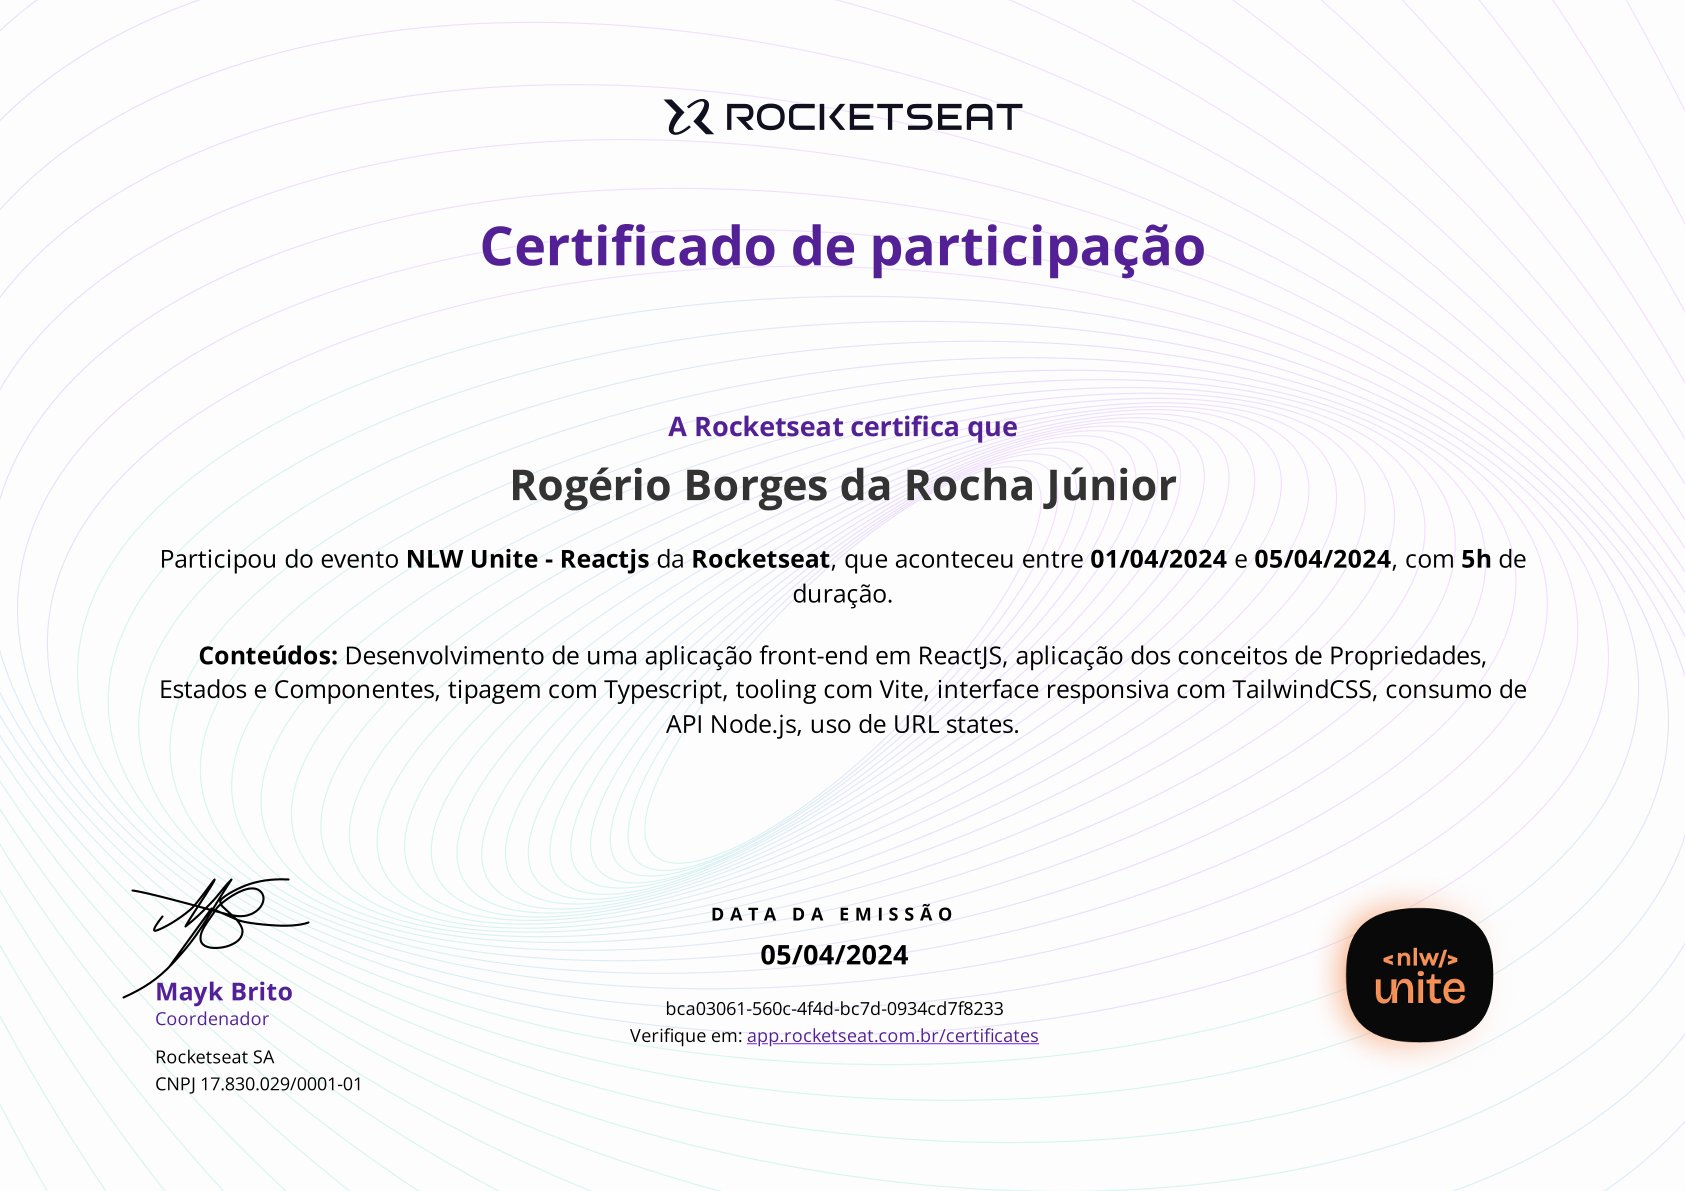 ROCKETSEAT
Certificado de participação
A Rocketseat certifica que
Rogério Borges da Rocha Júnior
Participou do evento NLW Unite - Reactjs da Rocketseat, que aconteceu entre 01/04/2024 e 05/04/2024, com 5h de
duração.
Conteúdos: Desenvolvimento de uma aplicação front-end em ReactJS, aplicação dos conceitos de Propriedades,
Estados e Componentes, tipagem com Typescript, tooling com Vite, interface responsiva com TailwindCSS, consumo de
API Node.js, uso de URL states.
Mayk Brito
Coordenador
Rocketseat SA
CNPJ 17.830.029/0001-01
DATA DA EMISSÃO
05/04/2024
bca03061-560c-4f4d-bc7d-0934cd7f8233
Verifique em: app.rocketseat.com.br/certificates
<nlw/>
unite